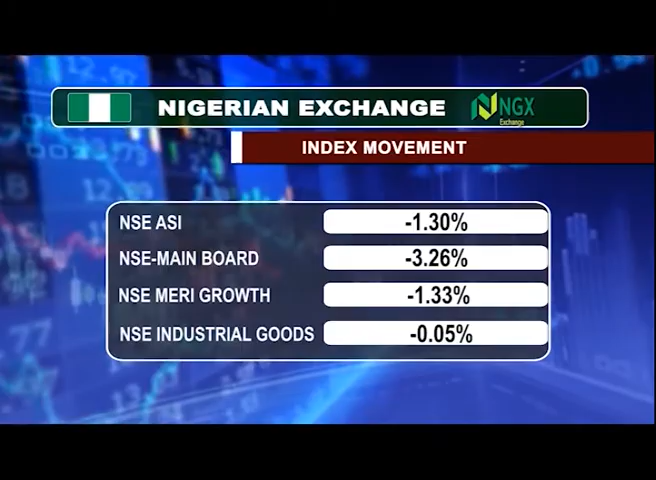 NIGERIAN EXCHANGE
NGX
Exchange
INDEX MOVEMENT
NSE ASI -1.30%
NSE-MAIN BOARD -3.26%
NSE MERI GROWTH -1.33%
NSE INDUSTRIAL GOODS -0.05%